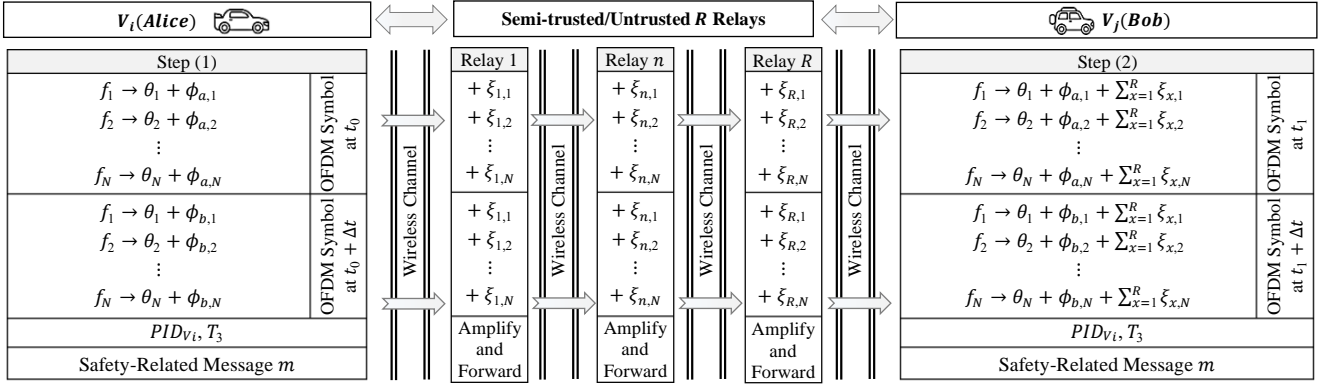 V_i(Alice)
Semi-trusted/Untrusted R Relays
V_j(Bob)
Step (1)
f_1 → θ_1 + ϕ_{a,1}
f_2 → θ_2 + ϕ_{a,2}
⋮
f_N → θ_N + ϕ_{a,N}
OFDM Symbol
at t_0
f_1 → θ_1 + ϕ_{b,1}
f_2 → θ_2 + ϕ_{b,2}
⋮
f_N → θ_N + ϕ_{b,N}
OFDM Symbol
at t_0 + Δt
PID_{Vi}, T_3
Safety-Related Message m
Wireless Channel
Relay 1
+ ξ_{1,1}
+ ξ_{1,2}
⋮
+ ξ_{1,N}
+ ξ_{1,1}
+ ξ_{1,2}
⋮
+ ξ_{1,N}
Amplify
and
Forward
Wireless Channel
Relay n
+ ξ_{n,1}
+ ξ_{n,2}
⋮
+ ξ_{n,N}
+ ξ_{n,1}
+ ξ_{n,2}
⋮
+ ξ_{n,N}
Amplify
and
Forward
Wireless Channel
Relay R
+ ξ_{R,1}
+ ξ_{R,2}
⋮
+ ξ_{R,N}
+ ξ_{R,1}
+ ξ_{R,2}
⋮
+ ξ_{R,N}
Amplify
and
Forward
Wireless Channel
Step (2)
f_1 → θ_1 + ϕ_{a,1} + ∑_{x=1}^{R} ξ_{x,1}
f_2 → θ_2 + ϕ_{a,2} + ∑_{x=1}^{R} ξ_{x,2}
⋮
f_N → θ_N + ϕ_{a,N} + ∑_{x=1}^{R} ξ_{x,N}
OFDM Symbol
at t_1
f_1 → θ_1 + ϕ_{b,1} + ∑_{x=1}^{R} ξ_{x,1}
f_2 → θ_2 + ϕ_{b,2} + ∑_{x=1}^{R} ξ_{x,2}
⋮
f_N → θ_N + ϕ_{b,N} + ∑_{x=1}^{R} ξ_{x,N}
OFDM Symbol
at t_1 + Δt
PID_{Vi}, T_3
Safety-Related Message m